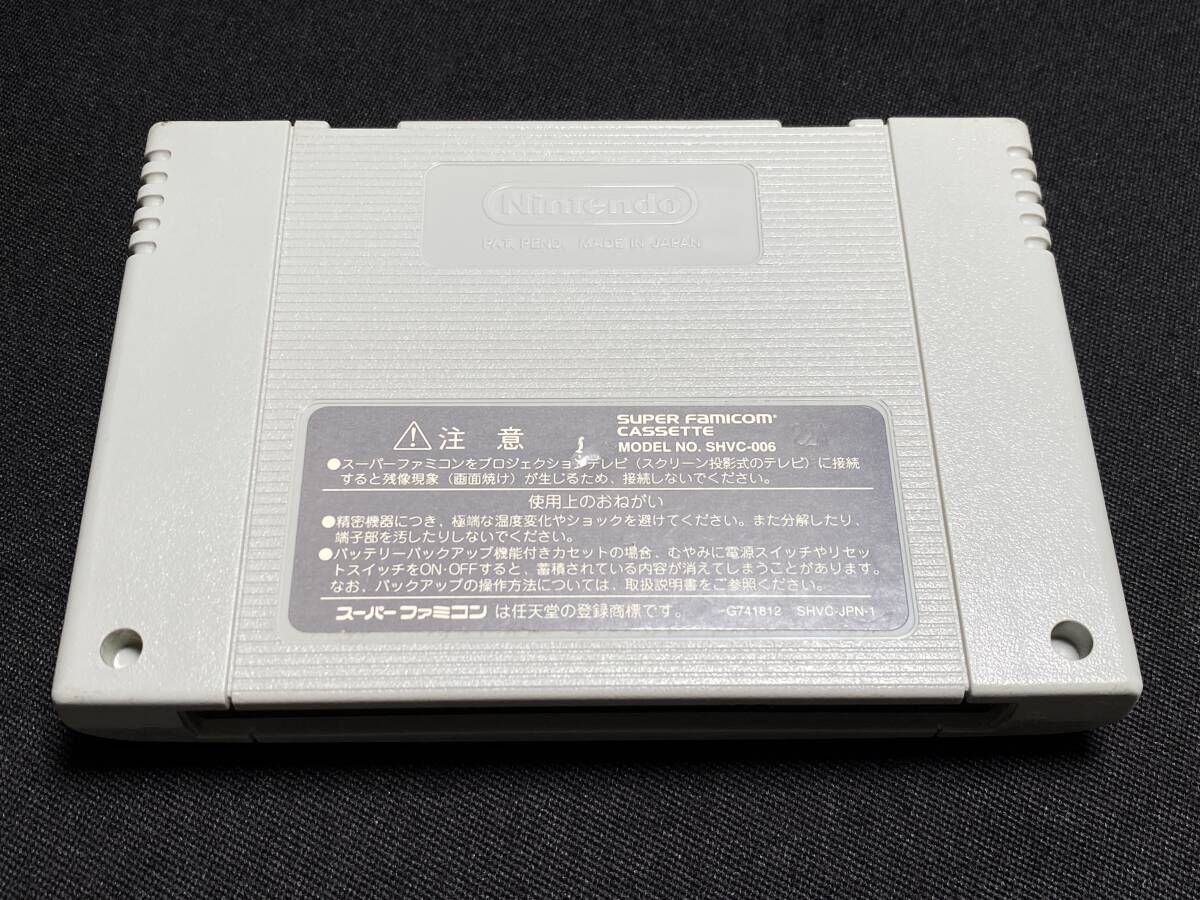 Nintendo
PAT. PEND. MADE IN JAPAN
SUPER FAMICOM
CASSETTE
MODEL NO. SHVC-006
⚠注意
●スーパーファミコンをプロジェクションテレビ（スクリーン投影式のテレビ）に接続
すると残像現象（画面焼け）が生じるため、接続しないでください。
使用上のおねがい
●精密機器につき、極端な温度変化やショックを避けてください。また分解したり、
端子部を汚したりしないでください。
●バッテリーバックアップ機能付きカセットの場合、むやみに電源スイッチやリセッ
トスイッチをON·OFFすると、蓄積されている内容が消えてしまうことがあります。
なお、バックアップの操作方法については、取扱説明書をご参照ください。
スーパーファミコンは任天堂の登録商標です。 G741812 SHVC-JPN-1